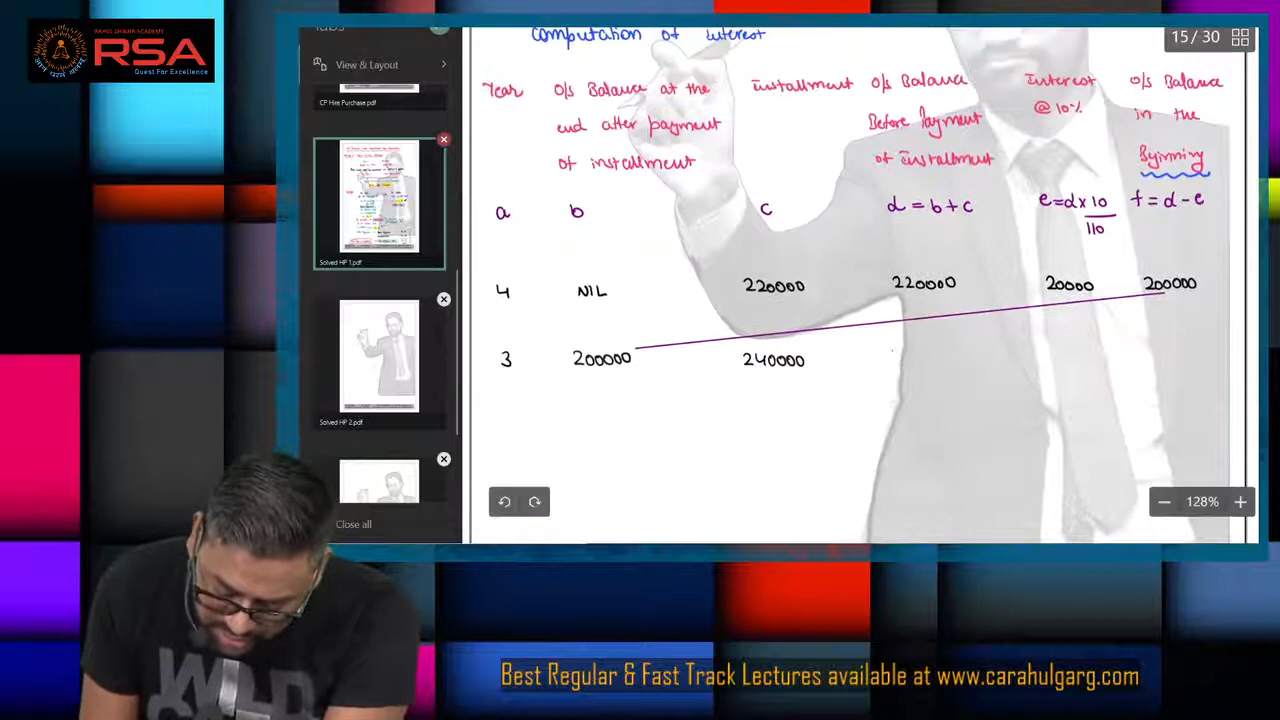 RAHUL SHIKHA ACADEMY
RSA
Quest For Excellence
View & Layout
CP Hire Purchase.pdf
Solved HP 1.pdf
Solved HP 2.pdf
Close all
15 / 30
Computation of Interest
Year
O/s Balance at the end after payment of installment
installment
O/s Balance Before Payment of installment
Interest @ 10%
O/s Balance in the Beginning
a b c d = b + c e = d x 10/110 f = d - e
4 NIL 220000 220000 20000 200000
3 200000 240000
128%
Best Regular & Fast Track Lectures available at www.carahulgarg.com